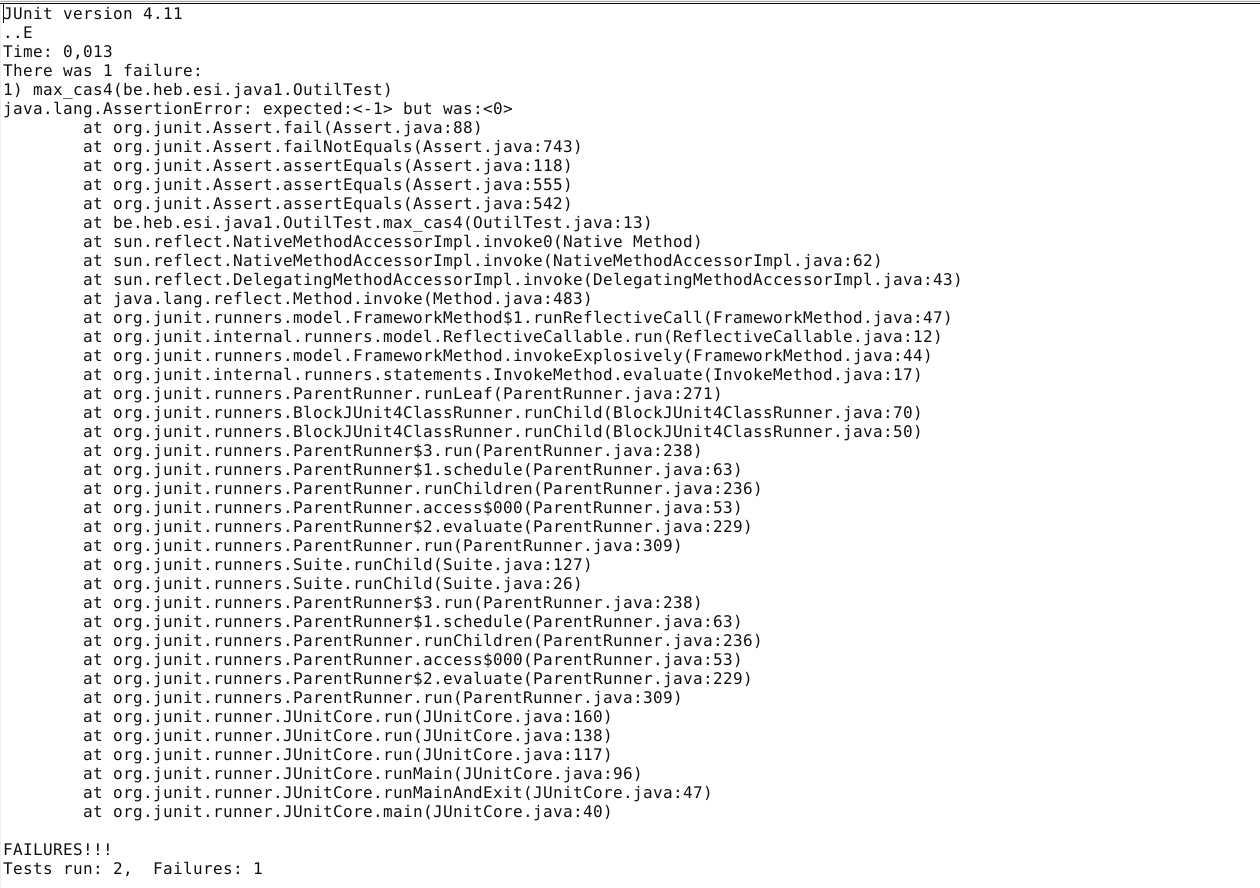 JUnit version 4.11
..E
Time: 0,013
There was 1 failure:
1) max_cas4(be.heb.esi.java1.OutilTest)
java.lang.AssertionError: expected:<-1> but was:<0>
        at org.junit.Assert.fail(Assert.java:88)
        at org.junit.Assert.failNotEquals(Assert.java:743)
        at org.junit.Assert.assertEquals(Assert.java:118)
        at org.junit.Assert.assertEquals(Assert.java:555)
        at org.junit.Assert.assertEquals(Assert.java:542)
        at be.heb.esi.java1.OutilTest.max_cas4(OutilTest.java:13)
        at sun.reflect.NativeMethodAccessorImpl.invoke0(Native Method)
        at sun.reflect.NativeMethodAccessorImpl.invoke(NativeMethodAccessorImpl.java:62)
        at sun.reflect.DelegatingMethodAccessorImpl.invoke(DelegatingMethodAccessorImpl.java:43)
        at java.lang.reflect.Method.invoke(Method.java:483)
        at org.junit.runners.model.FrameworkMethod$1.runReflectiveCall(FrameworkMethod.java:47)
        at org.junit.internal.runners.model.ReflectiveCallable.run(ReflectiveCallable.java:12)
        at org.junit.runners.model.FrameworkMethod.invokeExplosively(FrameworkMethod.java:44)
        at org.junit.internal.runners.statements.InvokeMethod.evaluate(InvokeMethod.java:17)
        at org.junit.runners.ParentRunner.runLeaf(ParentRunner.java:271)
        at org.junit.runners.BlockJUnit4ClassRunner.runChild(BlockJUnit4ClassRunner.java:70)
        at org.junit.runners.BlockJUnit4ClassRunner.runChild(BlockJUnit4ClassRunner.java:50)
        at org.junit.runners.ParentRunner$3.run(ParentRunner.java:238)
        at org.junit.runners.ParentRunner$1.schedule(ParentRunner.java:63)
        at org.junit.runners.ParentRunner.runChildren(ParentRunner.java:236)
        at org.junit.runners.ParentRunner.access$000(ParentRunner.java:53)
        at org.junit.runners.ParentRunner$2.evaluate(ParentRunner.java:229)
        at org.junit.runners.ParentRunner.run(ParentRunner.java:309)
        at org.junit.runners.Suite.runChild(Suite.java:127)
        at org.junit.runners.Suite.runChild(Suite.java:26)
        at org.junit.runners.ParentRunner$3.run(ParentRunner.java:238)
        at org.junit.runners.ParentRunner$1.schedule(ParentRunner.java:63)
        at org.junit.runners.ParentRunner.runChildren(ParentRunner.java:236)
        at org.junit.runners.ParentRunner.access$000(ParentRunner.java:53)
        at org.junit.runners.ParentRunner$2.evaluate(ParentRunner.java:229)
        at org.junit.runners.ParentRunner.run(ParentRunner.java:309)
        at org.junit.runner.JUnitCore.run(JUnitCore.java:160)
        at org.junit.runner.JUnitCore.run(JUnitCore.java:138)
        at org.junit.runner.JUnitCore.run(JUnitCore.java:117)
        at org.junit.runner.JUnitCore.runMain(JUnitCore.java:96)
        at org.junit.runner.JUnitCore.runMainAndExit(JUnitCore.java:47)
        at org.junit.runner.JUnitCore.main(JUnitCore.java:40)

FAILURES!!!
Tests run: 2,  Failures: 1